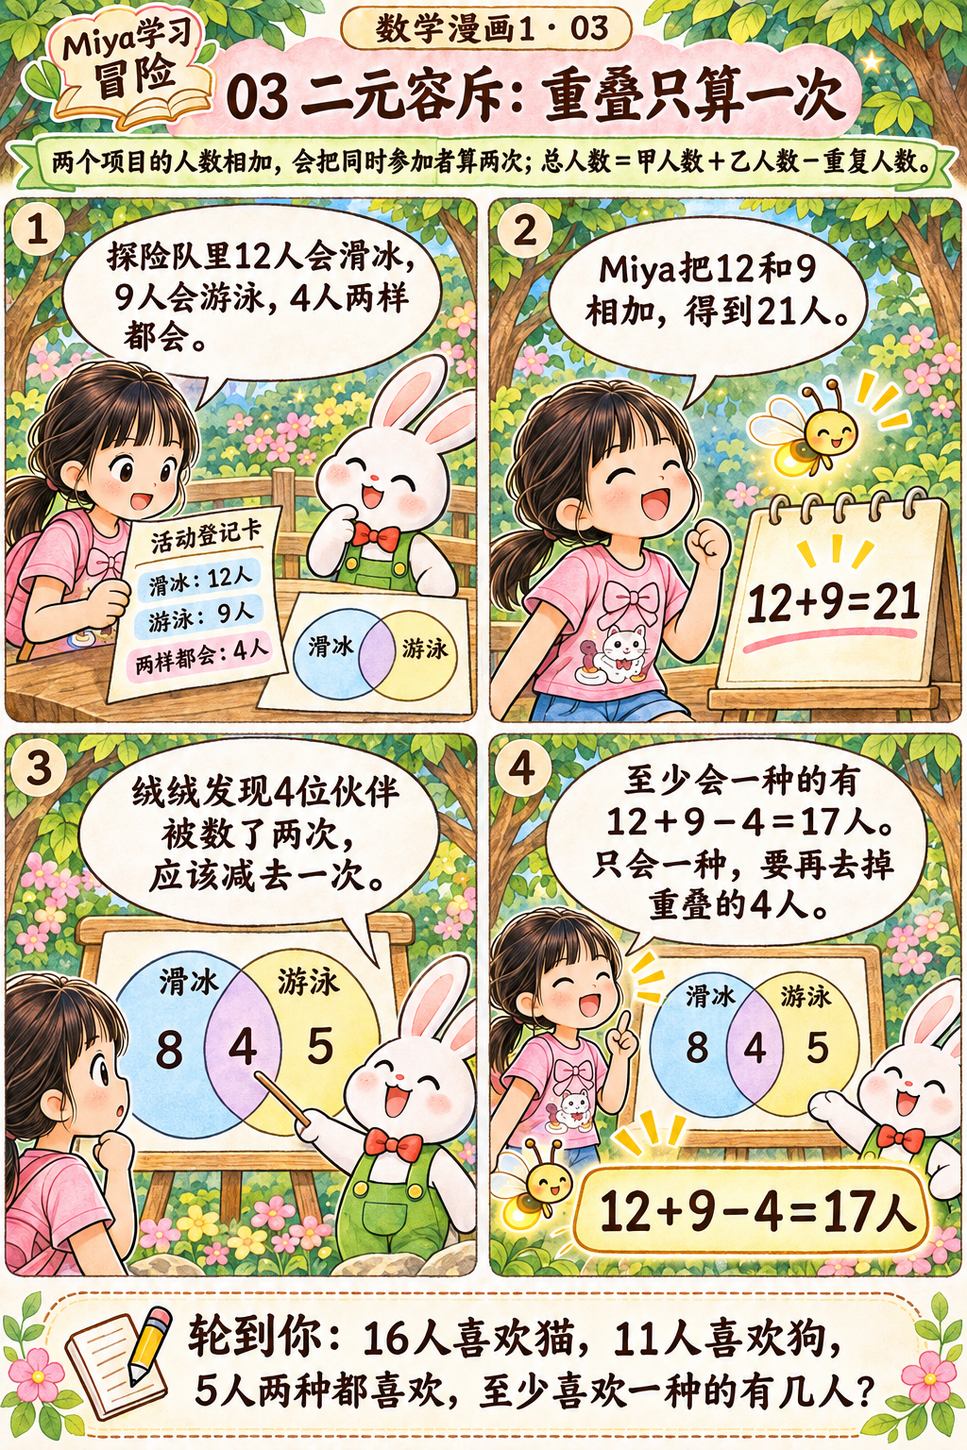 Miya学习
冒险
数学漫画1·03
03 二元容斥：重叠只算一次
两个项目的人数相加，会把同时参加者算两次；总人数＝甲人数＋乙人数－重复人数。
1
探险队里12人会滑冰，
9人会游泳，4人两样
都会。
活动登记卡
滑冰：12人
游泳：9人
两样都会：4人
滑冰
游泳
2
Miya把12和9
相加，得到21人。
12+9=21
3
绒绒发现4位伙伴
被数了两次，
应该减去一次。
滑冰
游泳
8
4
5
4
至少会一种的有
12＋9－4＝17人。
只会一种，要再去掉
重叠的4人。
滑冰
游泳
8
4
5
12+9－4＝17人
轮到你：16人喜欢猫，11人喜欢狗，
5人两种都喜欢，至少喜欢一种的有几人？